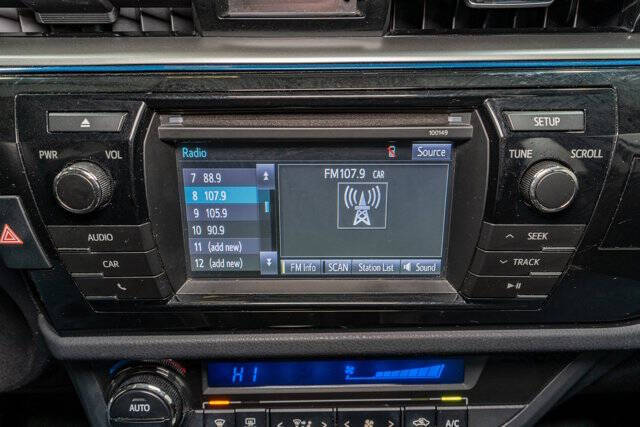 100149
SETUP
PWR VOL
TUNE SCROLL
Radio
Source
7 88.9
8 107.9
9 105.9
10 90.9
11 (add new)
12 (add new)
FM107.9 CAR
FM Info SCAN Station List Sound
AUDIO
CAR
SEEK
TRACK
HI
AUTO
A/C